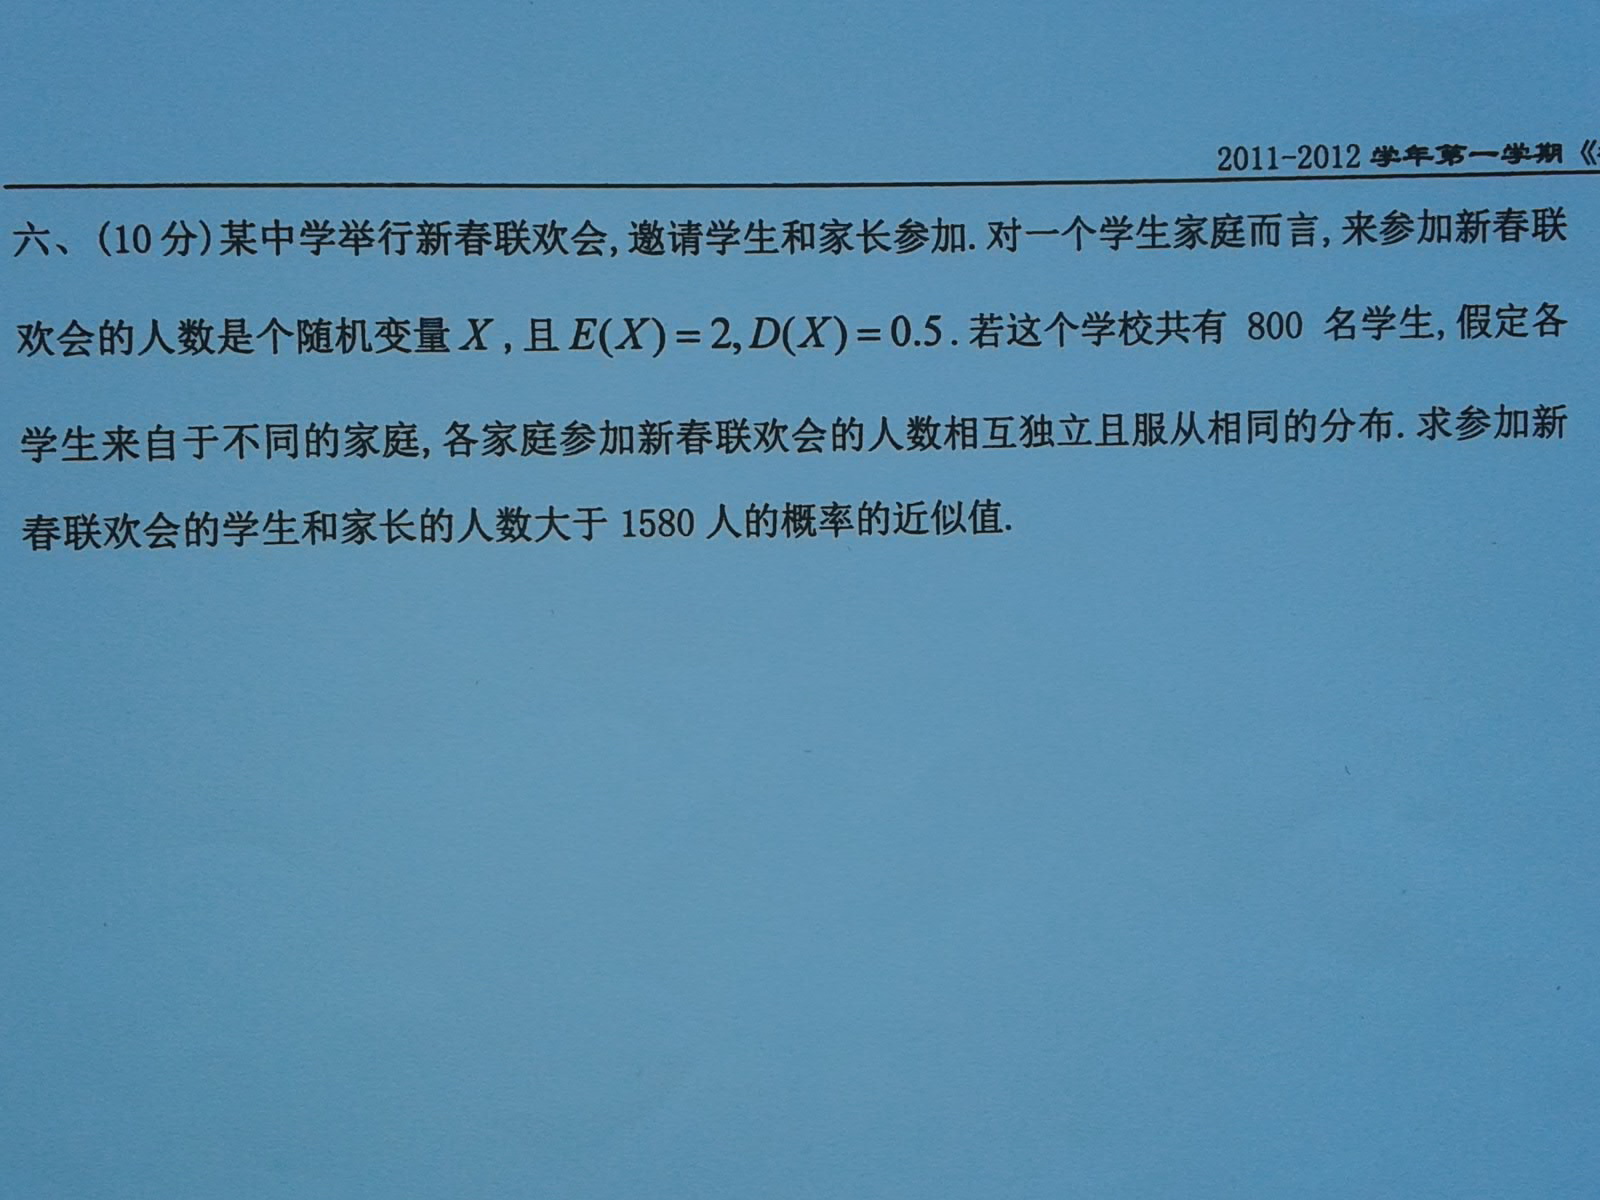 2011-2012 学年第一学期《
六、(10 分)某中学举行新春联欢会,邀请学生和家长参加.对一个学生家庭而言,来参加新春联
欢会的人数是个随机变量 X ,且 E(X)=2,D(X)=0.5.若这个学校共有 800 名学生,假定各
学生来自于不同的家庭,各家庭参加新春联欢会的人数相互独立且服从相同的分布.求参加新
春联欢会的学生和家长的人数大于 1580 人的概率的近似值.